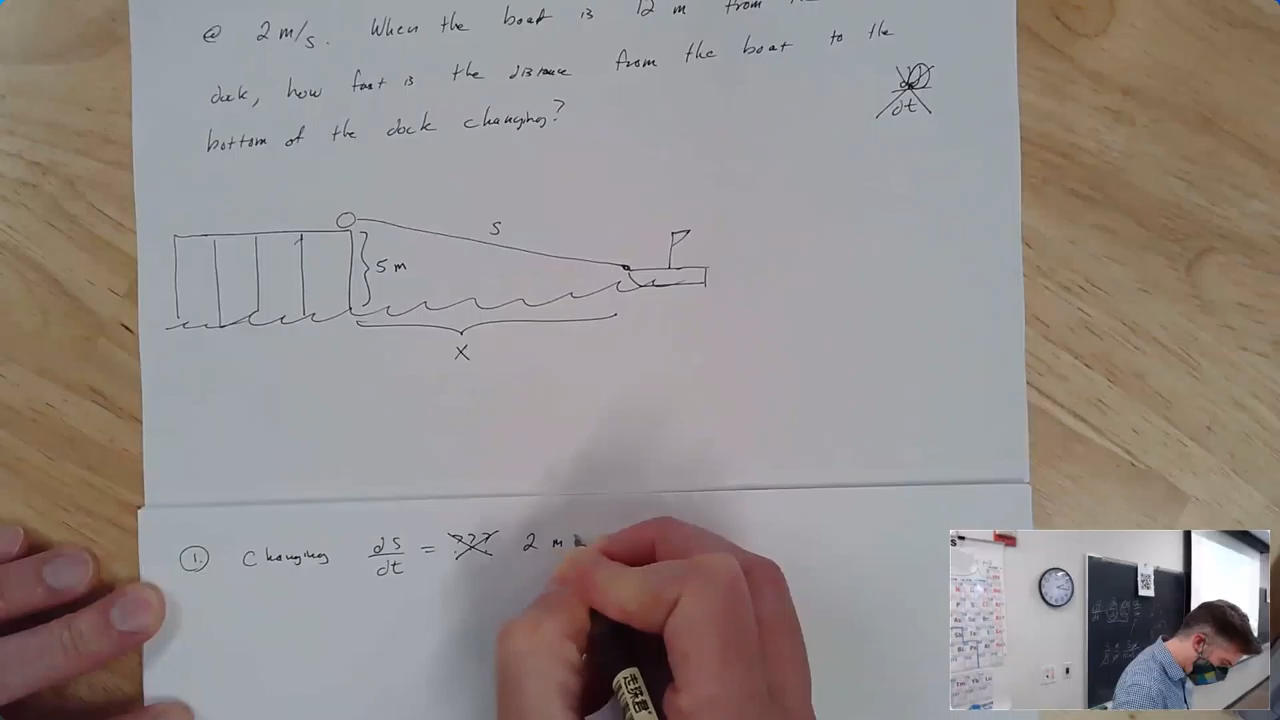 @ 2 m/s. When the boat is 12 m from
dock, how fast is the distance from the boat to the
bottom of the dock changing?
dt
s
5 m
x
1. Changing ds/dt = ??? 2 m